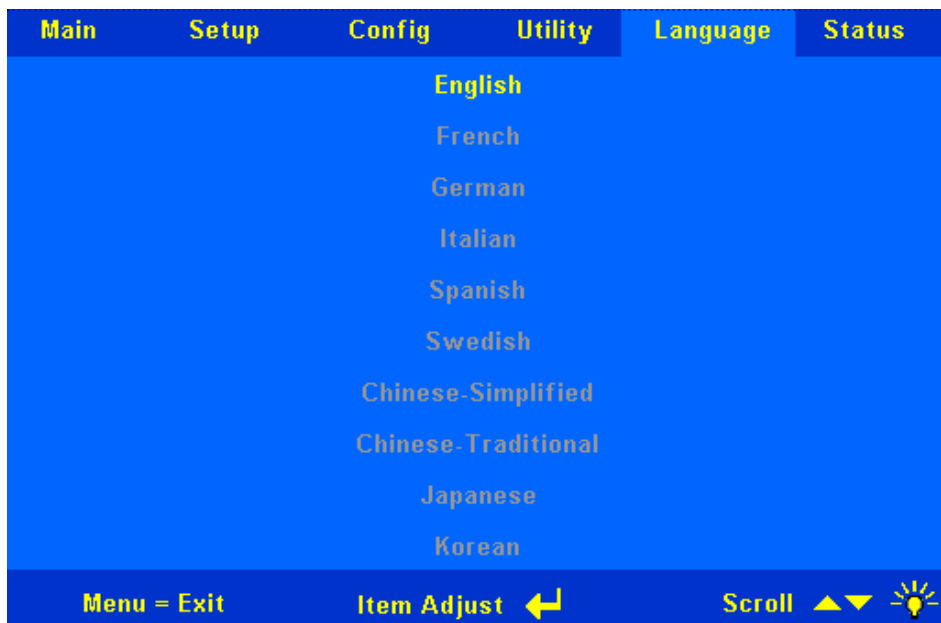 Main Setup Config Utility Language Status
English
French
German
Italian
Spanish
Swedish
Chinese-Simplified
Chinese-Traditional
Japanese
Korean
Menu = Exit Item Adjust Scroll